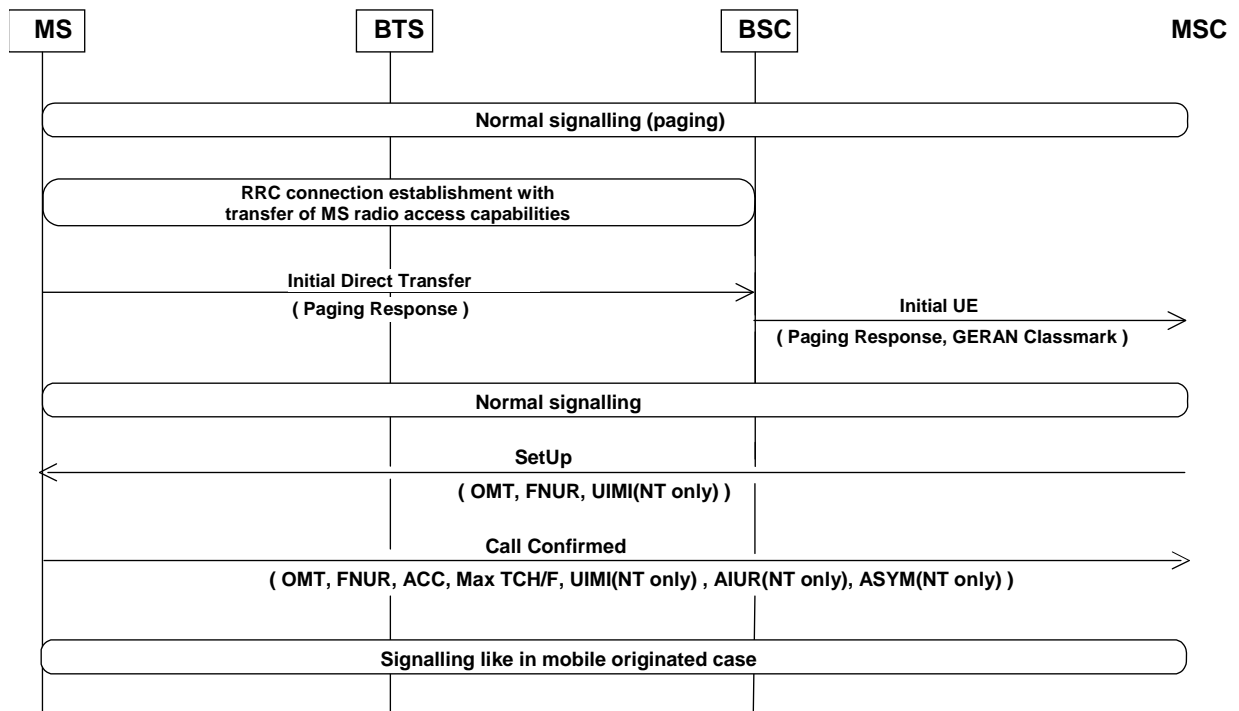 MS BTS BSC MSC
Normal signalling (paging)
RRC connection establishment with
transfer of MS radio access capabilities
Initial Direct Transfer
( Paging Response )
Initial UE
( Paging Response, GERAN Classmark )
Normal signalling
SetUp
( OMT, FNUR, UIMI(NT only) )
Call Confirmed
( OMT, FNUR, ACC, Max TCH/F, UIMI(NT only) , AIUR(NT only), ASYM(NT only) )
Signalling like in mobile originated case